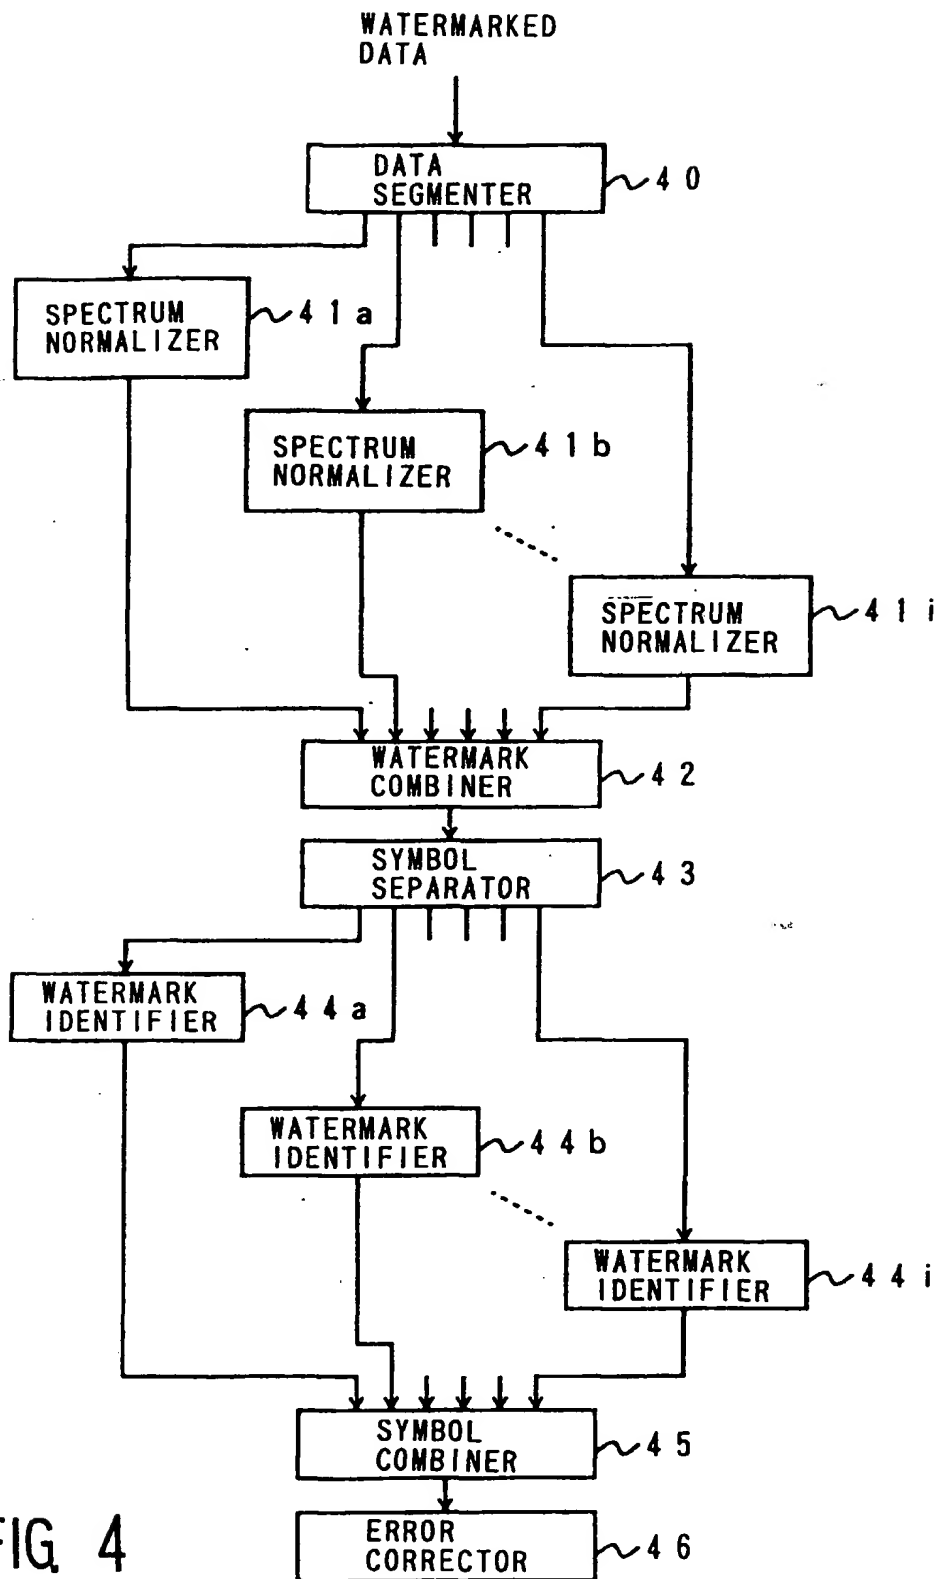 WATERMARKED
DATA
DATA
SEGMENTER
40
SPECTRUM
NORMALIZER
41a
SPECTRUM
NORMALIZER
41b
SPECTRUM
NORMALIZER
41i
WATERMARK
COMBINER
42
SYMBOL
SEPARATOR
43
WATERMARK
IDENTIFIER
44a
WATERMARK
IDENTIFIER
44b
WATERMARK
IDENTIFIER
44i
SYMBOL
COMBINER
45
ERROR
CORRECTOR
46
FIG. 4